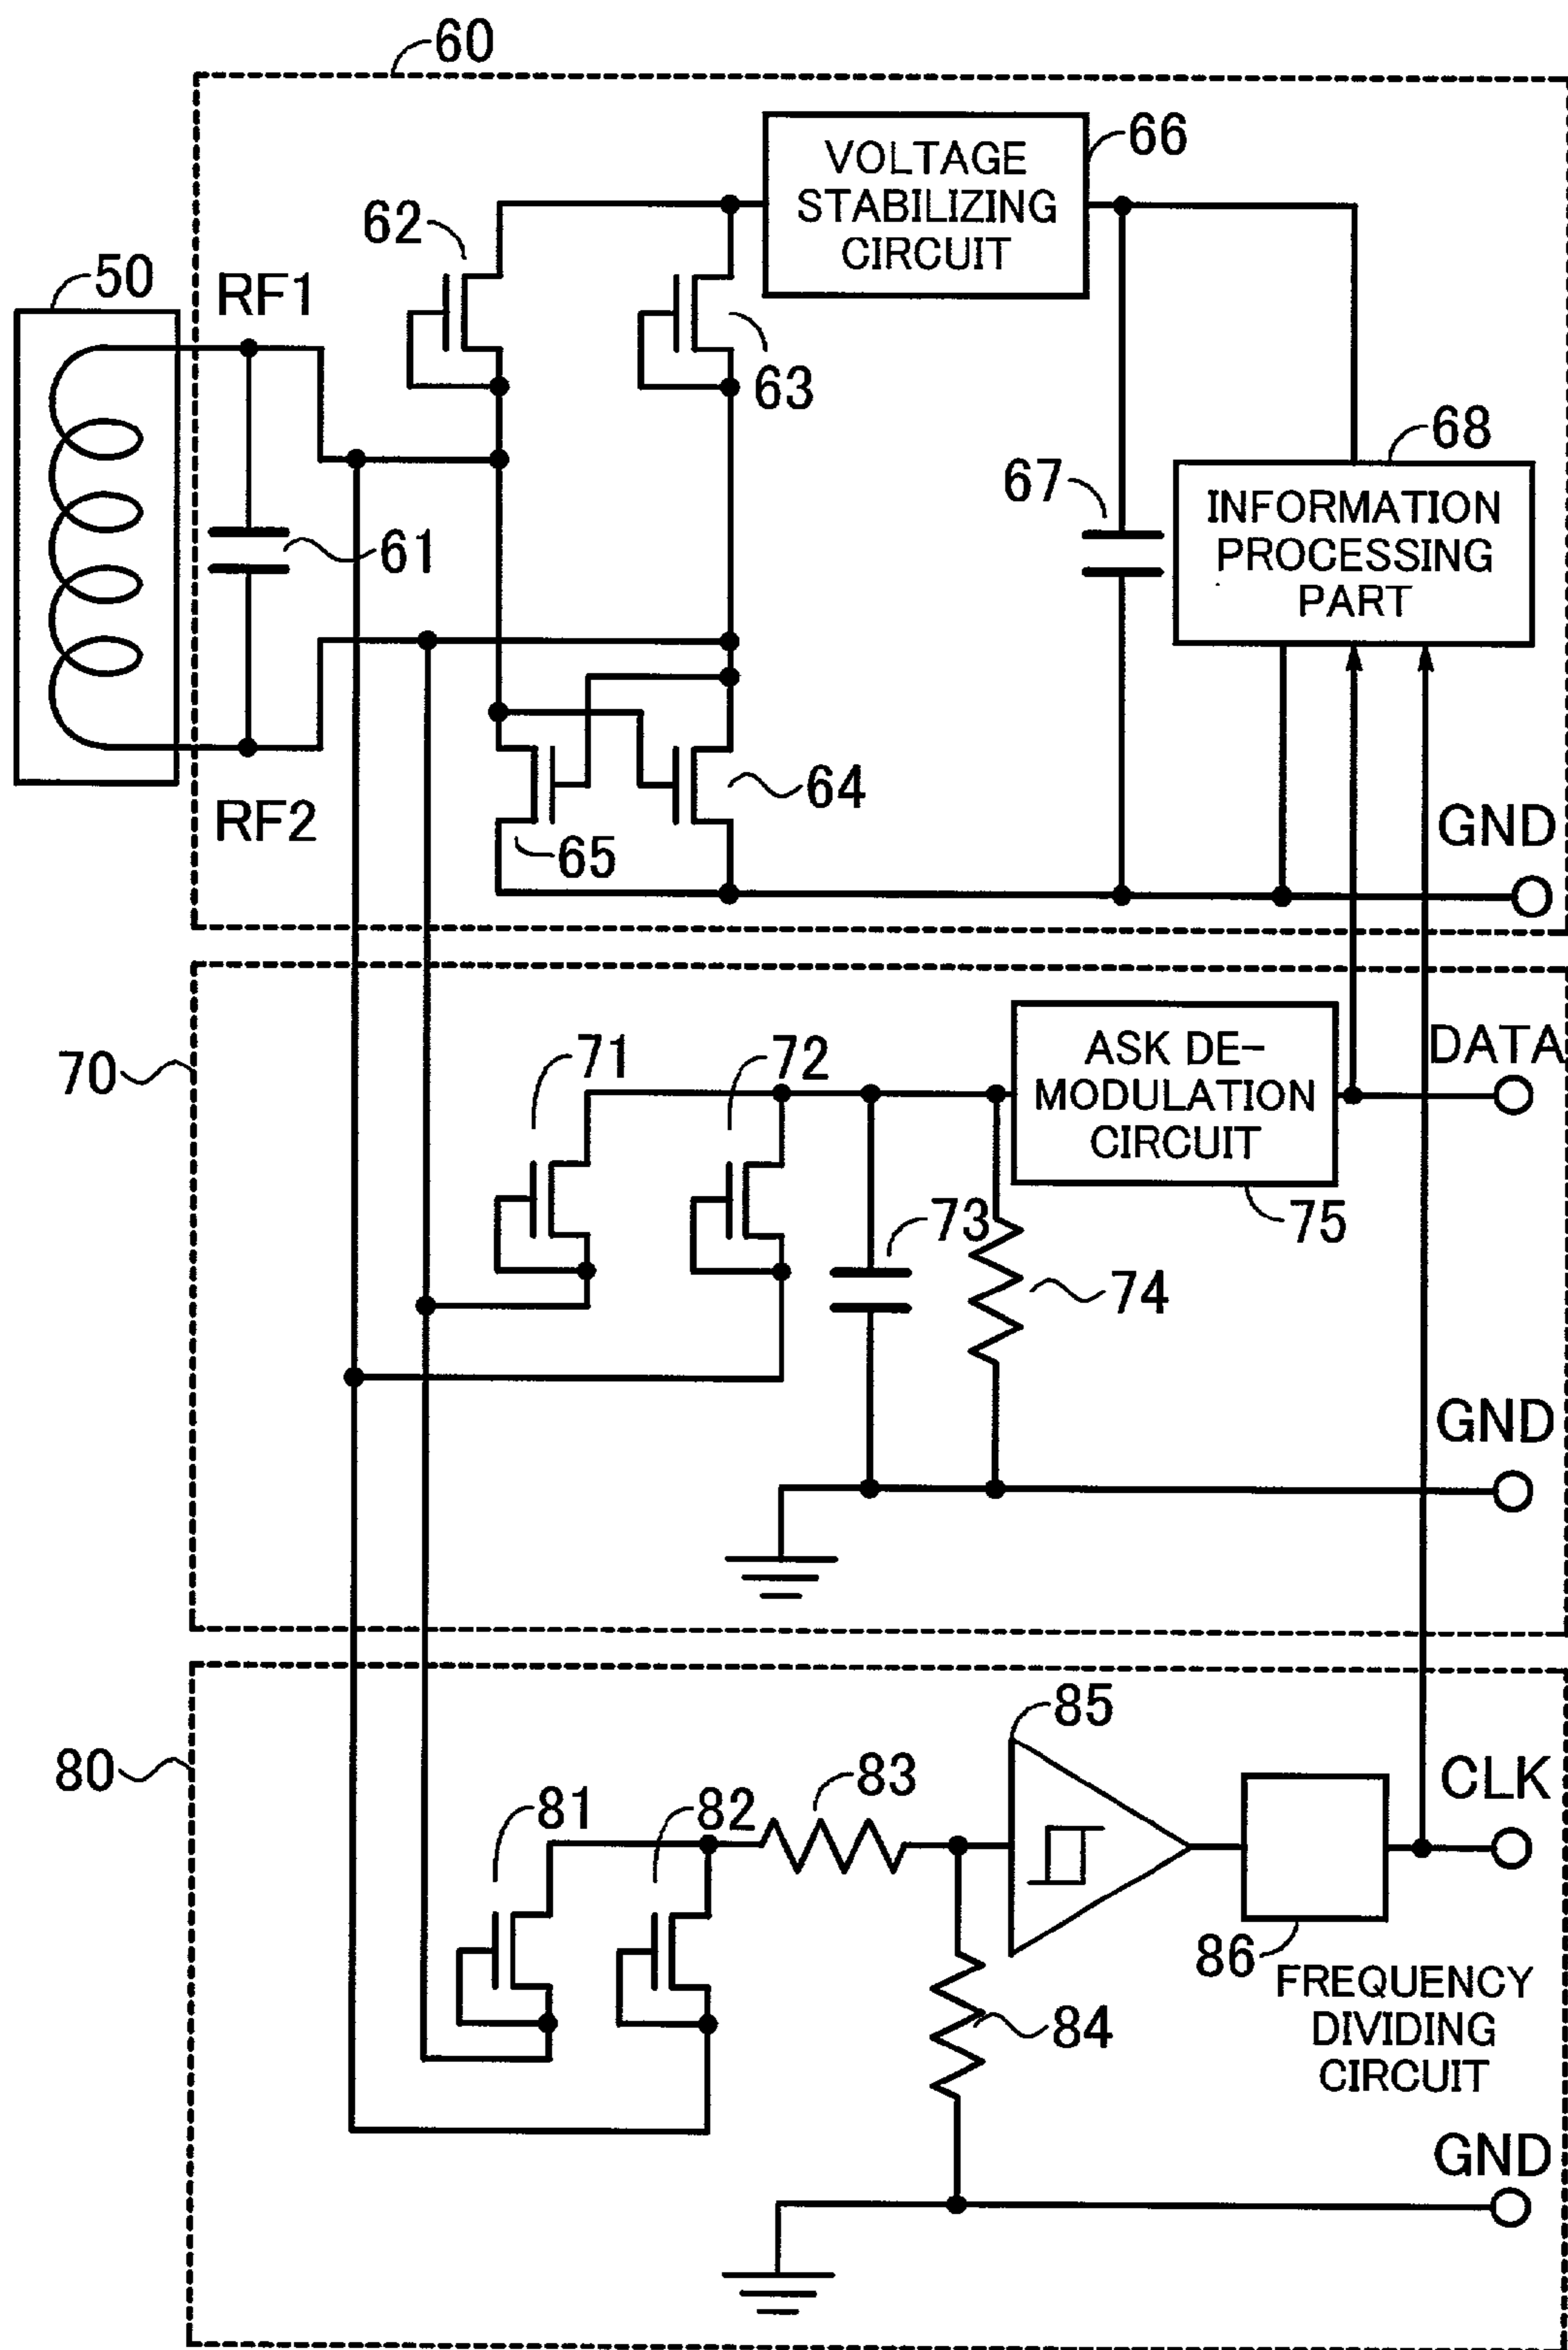 60
VOLTAGE
STABILIZING
CIRCUIT
66
62
50
RF1
63
68
67
INFORMATION
PROCESSING
PART
61
64
RF2
65
GND
70
71
72
ASK DE-
MODULATION
CIRCUIT
DATA
75
73
74
GND
85
80
81
82
83
CLK
86
FREQUENCY
DIVIDING
CIRCUIT
84
GND